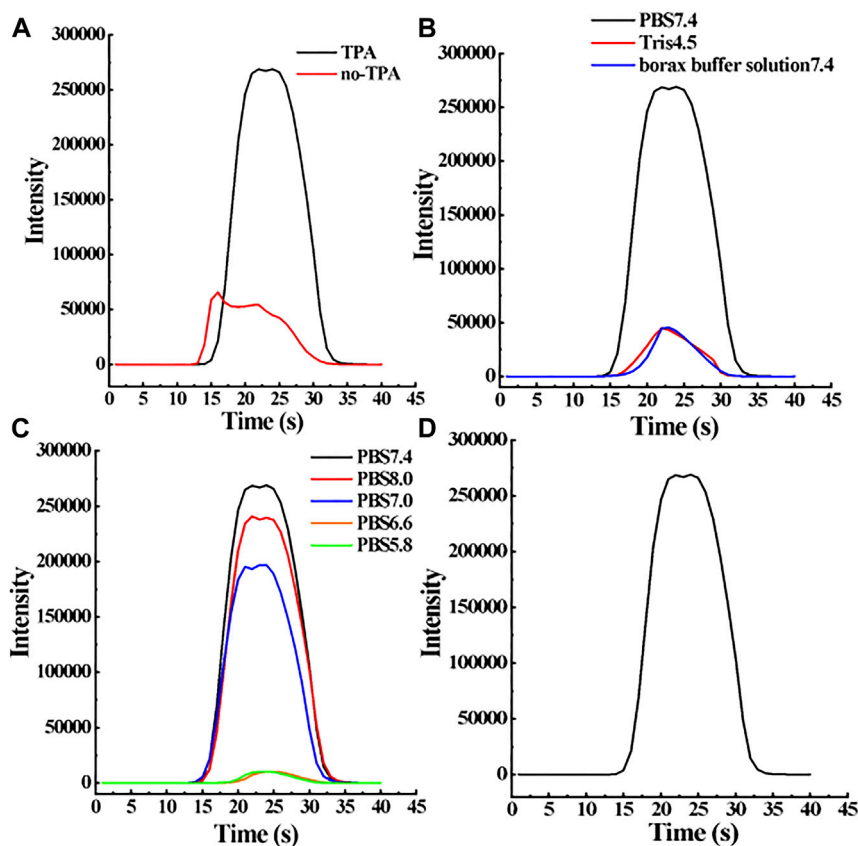 A
300000
250000
200000
150000
100000
50000
0
Intensity
TPA
no-TPA
0 5 10 15 20 25 30 35 40 45
Time (s)
B
300000
250000
200000
150000
100000
50000
0
Intensity
PBS7.4
Tris4.5
borax buffer solution7.4
0 5 10 15 20 25 30 35 40 45
Time (s)
C
300000
250000
200000
150000
100000
50000
0
Intensity
PBS7.4
PBS8.0
PBS7.0
PBS6.6
PBS5.8
0 5 10 15 20 25 30 35 40 45
Time (s)
D
300000
250000
200000
150000
100000
50000
0
Intensity
0 5 10 15 20 25 30 35 40 45
Time (s)